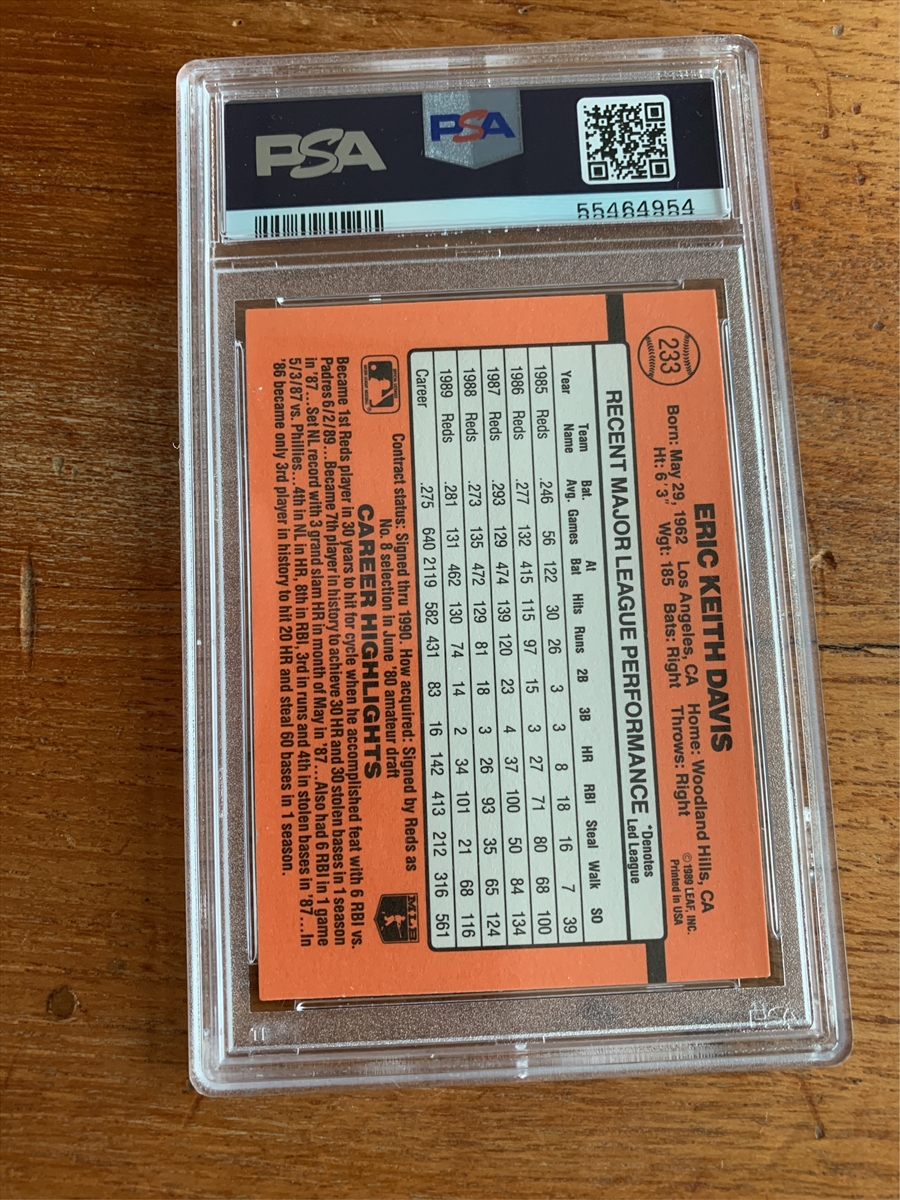 PSA
PSA
55464954
233
ERIC KEITH DAVIS
Born: May 29, 1962 Los Angeles, CA Home: Woodland Hills, CA
Ht: 6'3" Wgt: 185 Bats: Right Throws: Right
©1989 LEAF, INC.
Printed in USA
RECENT MAJOR LEAGUE PERFORMANCE
*Denotes
Led League
Year Team Name Bat. Avg. Games At Bat Hits Runs 2B 3B HR RBI Steal Walk SO
1985 Reds .246 56 122 30 26 3 3 8 18 16 7 39
1986 Reds .277 132 415 115 97 15 3 27 71 80 68 100
1987 Reds .293 129 474 139 120 23 4 37 100 50 84 134
1988 Reds .273 135 472 129 81 18 3 26 93 35 65 124
1989 Reds .281 131 462 130 74 14 2 34 101 21 68 116
Career .275 640 2119 582 431 83 16 142 413 212 316 561
Contract status: Signed thru 1990. How acquired: Signed by Reds as
No. 8 selection in June '80 amateur draft
MLB
CAREER HIGHLIGHTS
Became 1st Reds player in 30 years to hit for cycle when he accomplished feat with 6 RBI vs.
Padres 6/2/89...Became 7th player in history to achieve 30 HR and 30 stolen bases in 1 season
in '87...Set NL record with 3 grand slam HR in month of May in '87...Also had 6 RBI in 1 game
5/3/87 vs. Phillies...4th in NL in HR, 8th in RBI, 3rd in runs and 4th in stolen bases in '87...In
'86 became only 3rd player in history to hit 20 HR and steal 60 bases in 1 season.
PSA